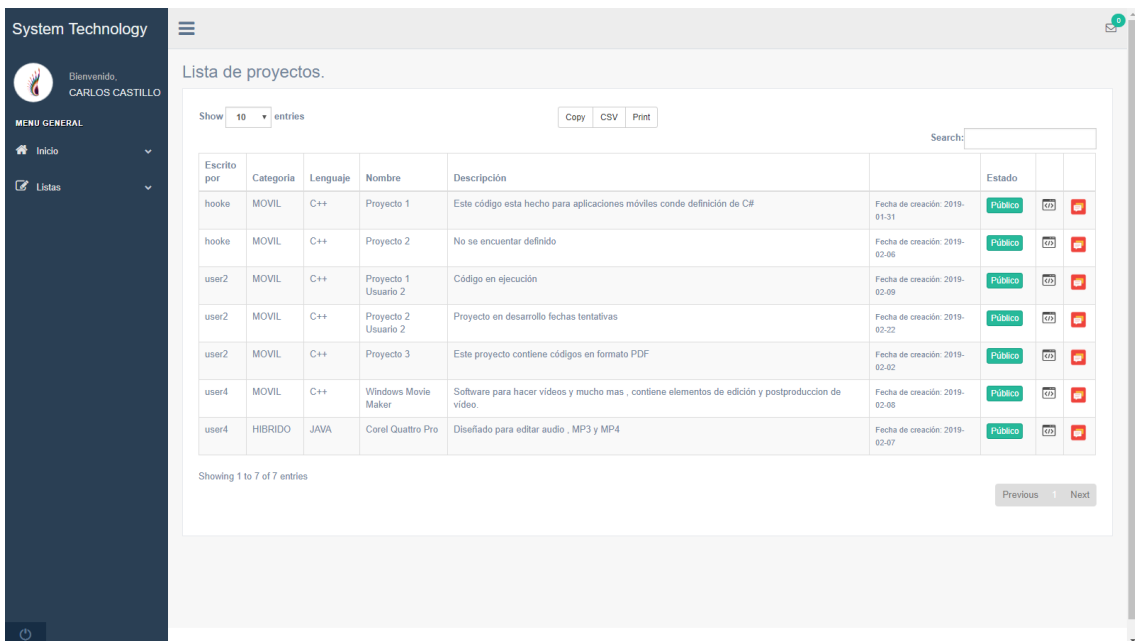 System Technology
0
Bienvenido,
CARLOS CASTILLO
MENU GENERAL
Inicio
Listas
Lista de proyectos.
Show 10 entries
Copy CSV Print
Search:
Escrito por Categoria Lenguaje Nombre Descripción Estado
hooke MOVIL C++ Proyecto 1 Este código esta hecho para aplicaciones móviles conde definición de C# Fecha de creación: 2019-01-31 Público
hooke MOVIL C++ Proyecto 2 No se encuentar definido Fecha de creación: 2019-02-06 Público
user2 MOVIL C++ Proyecto 1 Usuario 2 Código en ejecución Fecha de creación: 2019-02-09 Público
user2 MOVIL C++ Proyecto 2 Usuario 2 Proyecto en desarrollo fechas tentativas Fecha de creación: 2019-02-22 Público
user2 MOVIL C++ Proyecto 3 Este proyecto contiene códigos en formato PDF Fecha de creación: 2019-02-02 Público
user4 MOVIL C++ Windows Movie Maker Software para hacer vídeos y mucho mas , contiene elementos de edición y postproduccion de vídeo. Fecha de creación: 2019-02-08 Público
user4 HIBRIDO JAVA Corel Quattro Pro Diseñado para editar audio , MP3 y MP4 Fecha de creación: 2019-02-07 Público
Showing 1 to 7 of 7 entries
Previous 1 Next